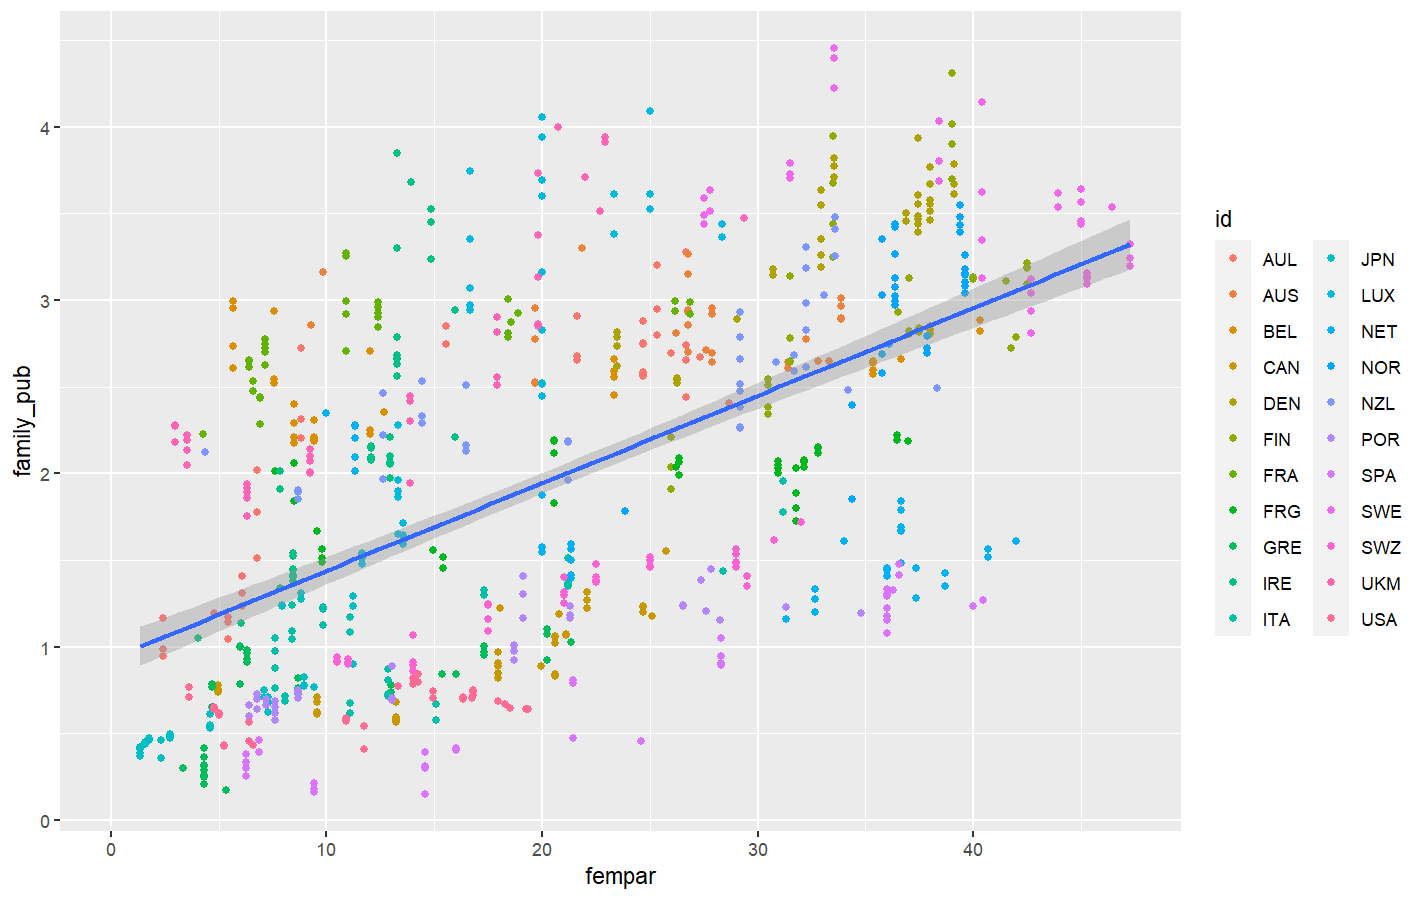 4
3
2
1
0
family_pub
0 10 20 30 40
fempar
id
AUL JPN
AUS LUX
BEL NET
CAN NOR
DEN NZL
FIN POR
FRA SPA
FRG SWE
GRE SWZ
IRE UKM
ITA USA